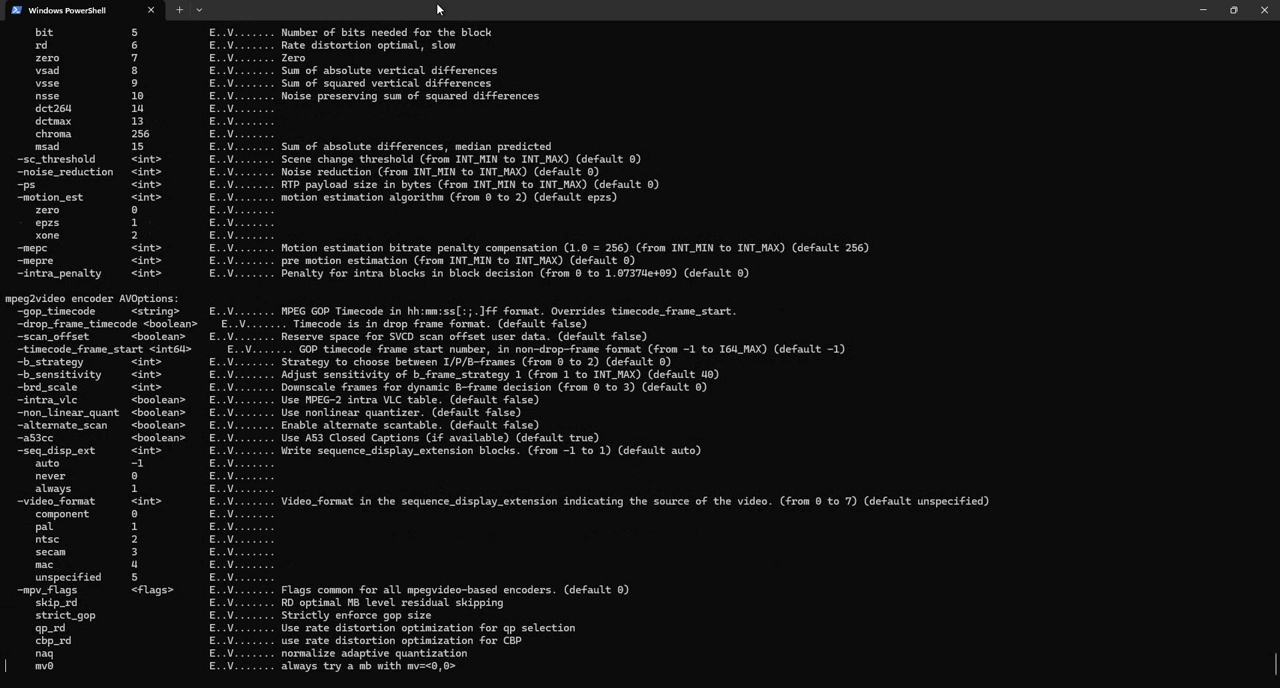 Windows PowerShell
bit 5 E..V....... Number of bits needed for the block
rd 6 E..V....... Rate distortion optimal, slow
zero 7 E..V....... Zero
vsad 8 E..V....... Sum of absolute vertical differences
vsse 9 E..V....... Sum of squared vertical differences
nsse 10 E..V....... Noise preserving sum of squared differences
dct264 14 E..V.......
dctmax 13 E..V.......
chroma 256 E..V.......
msad 15 E..V....... Sum of absolute differences, median predicted
-sc_threshold <int> E..V....... Scene change threshold (from INT_MIN to INT_MAX) (default 0)
-noise_reduction <int> E..V....... Noise reduction (from INT_MIN to INT_MAX) (default 0)
-ps <int> E..V....... RTP payload size in bytes (from INT_MIN to INT_MAX) (default 0)
-motion_est <int> E..V....... motion estimation algorithm (from 0 to 2) (default epzs)
zero 0 E..V.......
epzs 1 E..V.......
xone 2 E..V.......
-mepc <int> E..V....... Motion estimation bitrate penalty compensation (1.0 = 256) (from INT_MIN to INT_MAX) (default 256)
-mepre <int> E..V....... pre motion estimation (from INT_MIN to INT_MAX) (default 0)
-intra_penalty <int> E..V....... Penalty for intra blocks in block decision (from 0 to 1.07374e+09) (default 0)
mpeg2video encoder AVOptions:
-gop_timecode <string> E..V....... MPEG GOP Timecode in hh:mm:ss[:;.]ff format. Overrides timecode_frame_start.
-drop_frame_timecode <boolean> E..V....... Timecode is in drop frame format. (default false)
-scan_offset <boolean> E..V....... Reserve space for SVCD scan offset user data. (default false)
-timecode_frame_start <int64> E..V....... GOP timecode frame start number, in non-drop-frame format (from -1 to I64_MAX) (default -1)
-b_strategy <int> E..V....... Strategy to choose between I/P/B-frames (from 0 to 2) (default 0)
-b_sensitivity <int> E..V....... Adjust sensitivity of b_frame_strategy 1 (from 1 to INT_MAX) (default 40)
-brd_scale <int> E..V....... Downscale frames for dynamic B-frame decision (from 0 to 3) (default 0)
-intra_vlc <boolean> E..V....... Use MPEG-2 intra VLC table. (default false)
-non_linear_quant <boolean> E..V....... Use nonlinear quantizer. (default false)
-alternate_scan <boolean> E..V....... Enable alternate scantable. (default false)
-a53cc <boolean> E..V....... Use A53 Closed Captions (if available) (default true)
-seq_disp_ext <int> E..V....... Write sequence_display_extension blocks. (from -1 to 1) (default auto)
auto -1 E..V.......
never 0 E..V.......
always 1 E..V.......
-video_format <int> E..V....... Video_format in the sequence_display_extension indicating the source of the video. (from 0 to 7) (default unspecified)
component 0 E..V.......
pal 1 E..V.......
ntsc 2 E..V.......
secam 3 E..V.......
mac 4 E..V.......
unspecified 5 E..V.......
-mpv_flags <flags> E..V....... Flags common for all mpegvideo-based encoders. (default 0)
skip_rd E..V....... RD optimal MB level residual skipping
strict_gop E..V....... Strictly enforce gop size
qp_rd E..V....... Use rate distortion optimization for qp selection
cbp_rd E..V....... use rate distortion optimization for CBP
naq E..V....... normalize adaptive quantization
mv0 E..V....... always try a mb with mv=<0,0>